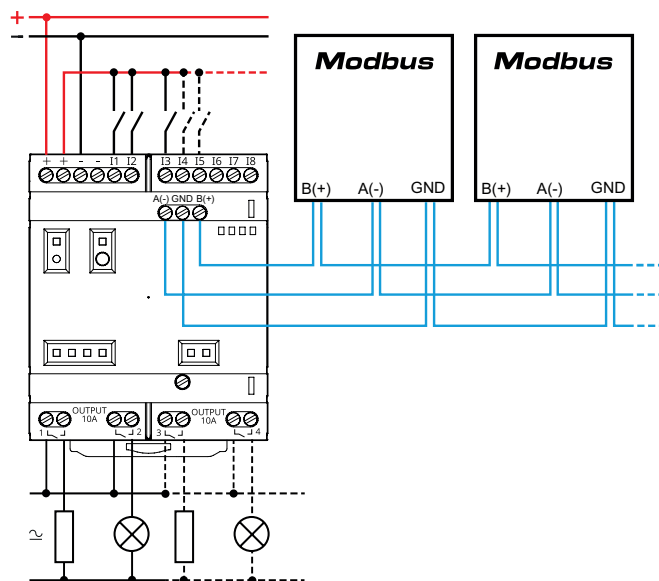 +
-
Modbus Modbus
+ + - - I1 I2 I3 I4 I5 I6 I7 I8
B(+) A(-) GND B(+) A(-) GND
A(-) GND B(+)
OUTPUT OUTPUT
10A 10A
1 2 3 4
≃